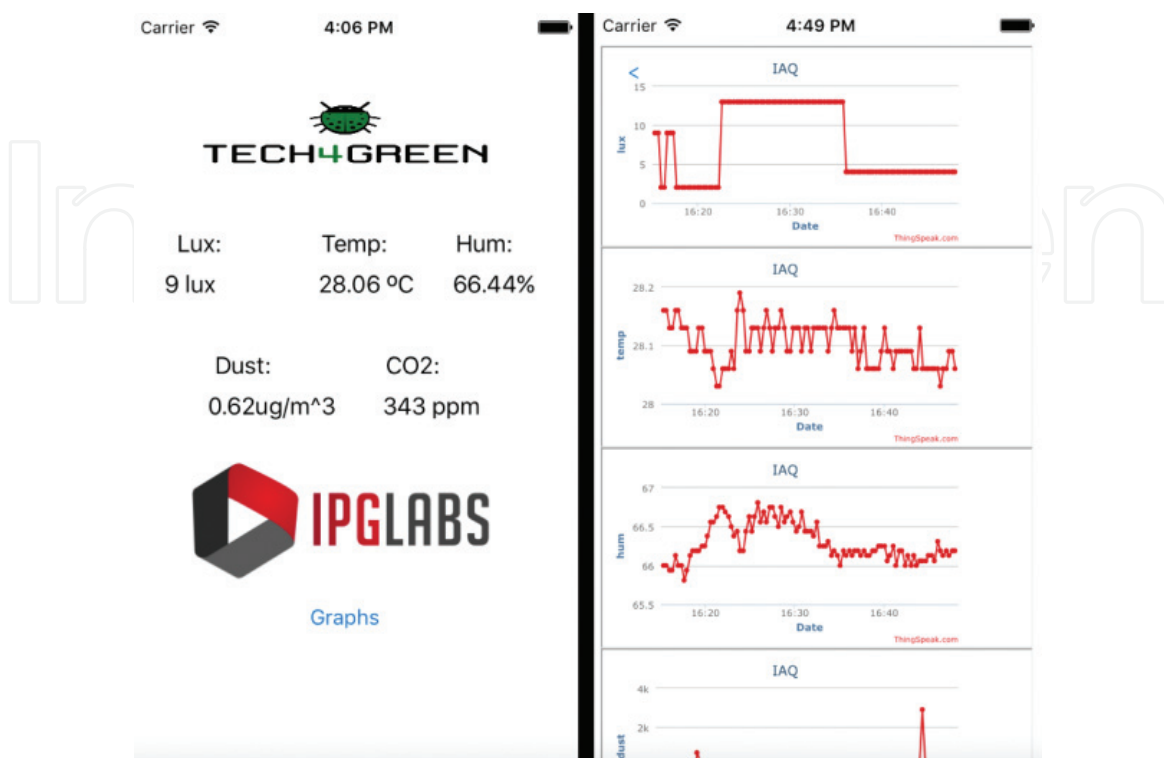 Carrier 4:06 PM
TECH4GREEN
Lux: Temp: Hum:
9 lux 28.06 ºC 66.44%
Dust: CO2:
0.62ug/m^3 343 ppm
IPGLABS
Graphs
Carrier 4:49 PM
<
IAQ
15
10
5
0
lux
16:20 16:30 16:40
Date
ThingSpeak.com
IAQ
28.2
28.1
28
temp
16:20 16:30 16:40
Date
ThingSpeak.com
IAQ
67
66.5
66
65.5
hum
16:20 16:30 16:40
Date
ThingSpeak.com
IAQ
4k
2k
dust